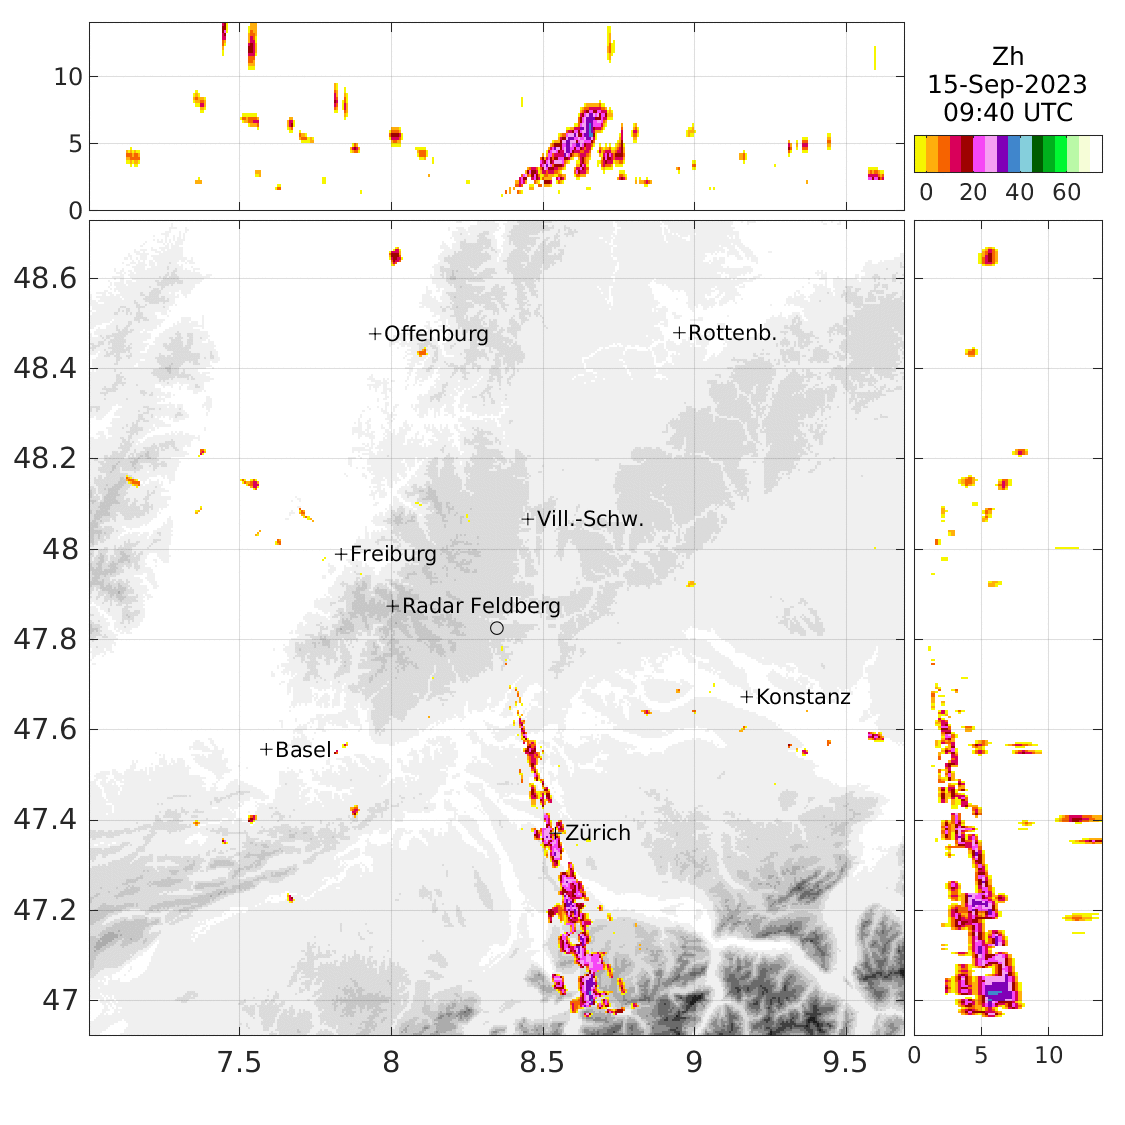 10
5
0
Zh
15-Sep-2023
09:40 UTC
0 20 40 60
48.6
48.4
48.2
48
47.8
47.6
47.4
47.2
47
+Offenburg
+Rottenb.
+Vill.-Schw.
+Freiburg
+Radar Feldberg
+Konstanz
+Basel
+Zürich
7.5 8 8.5 9 9.5
0 5 10